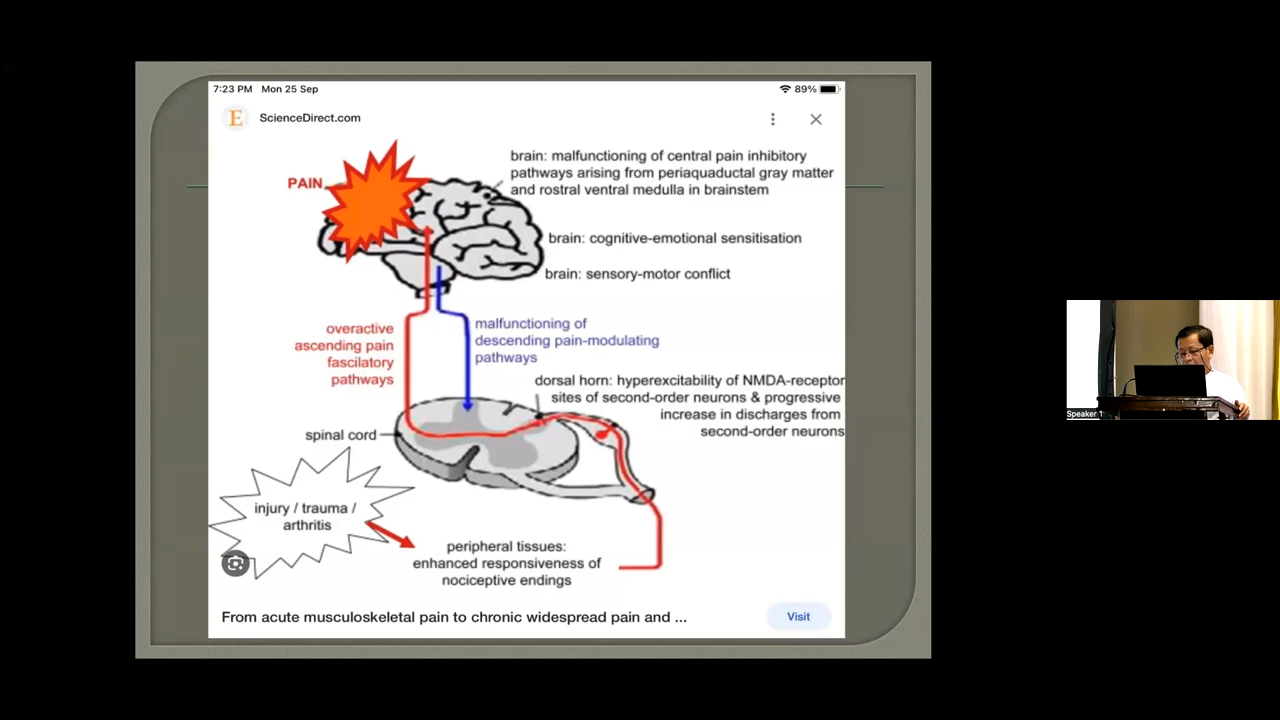 7:23 PM Mon 25 Sep
89%
E
ScienceDirect.com
PAIN
brain: malfunctioning of central pain inhibitory
pathways arising from periaquaductal gray matter
and rostral ventral medulla in brainstem
brain: cognitive-emotional sensitisation
brain: sensory-motor conflict
overactive
ascending pain
fascilatory
pathways
malfunctioning of
descending pain-modulating
pathways
dorsal horn: hyperexcitability of NMDA-receptor
sites of second-order neurons & progressive
increase in discharges from
second-order neurons
spinal cord
injury / trauma /
arthritis
peripheral tissues:
enhanced responsiveness of
nociceptive endings
From acute musculoskeletal pain to chronic widespread pain and ...
Visit
Speaker 1